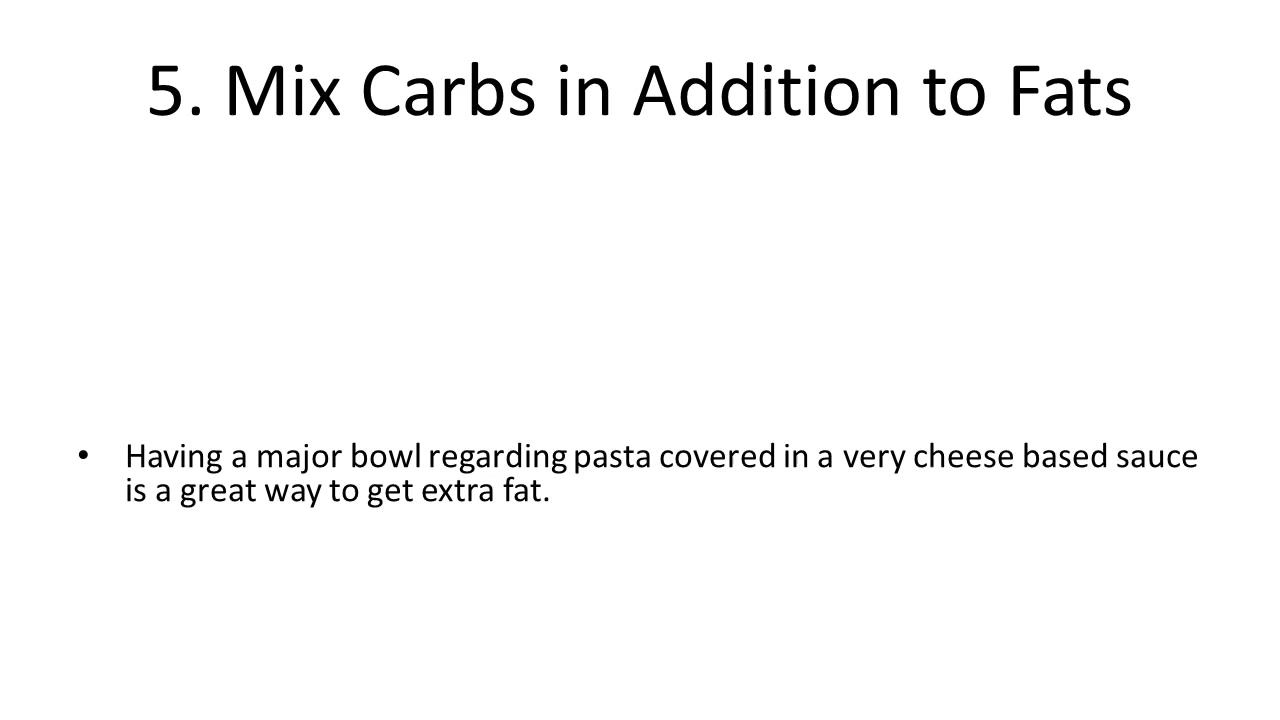 5. Mix Carbs in Addition to Fats
• Having a major bowl regarding pasta covered in a very cheese based sauce
is a great way to get extra fat.